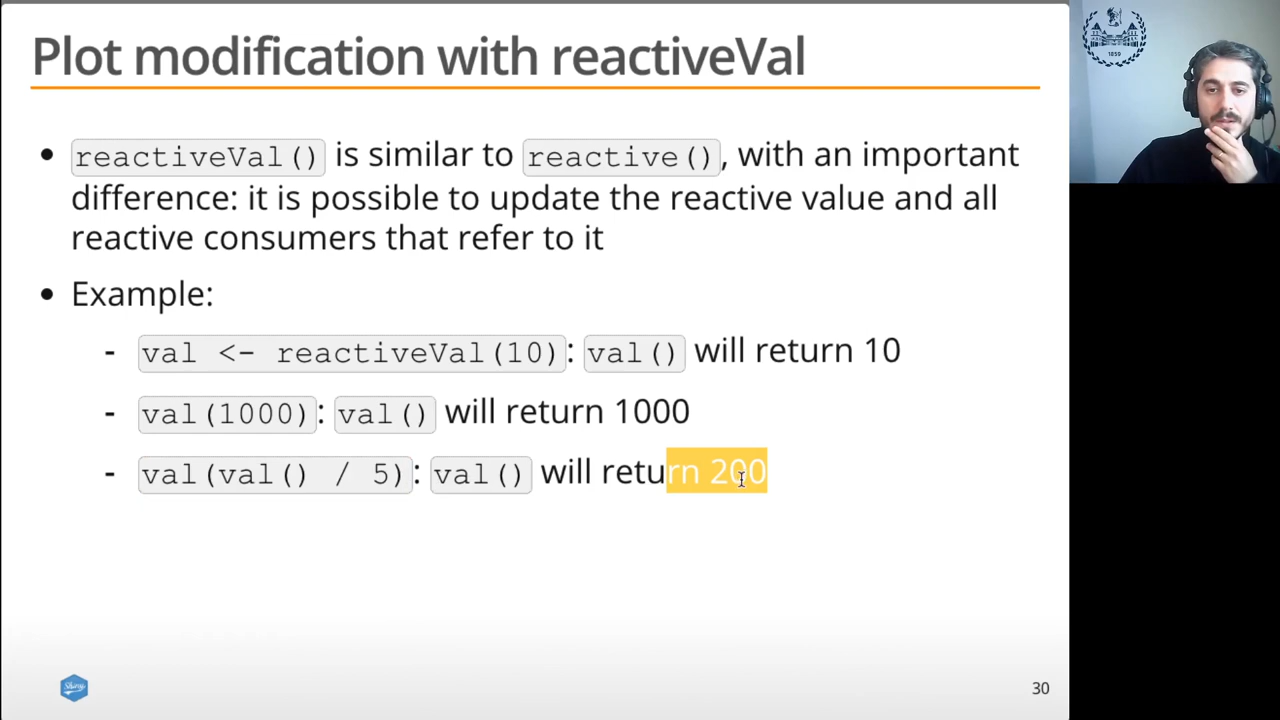 Plot modification with reactiveVal
• reactiveVal() is similar to reactive(), with an important
difference: it is possible to update the reactive value and all
reactive consumers that refer to it
• Example:
- val <- reactiveVal(10): val() will return 10
- val(1000): val() will return 1000
- val(val() / 5): val() will return 200
Shiny
30
1859